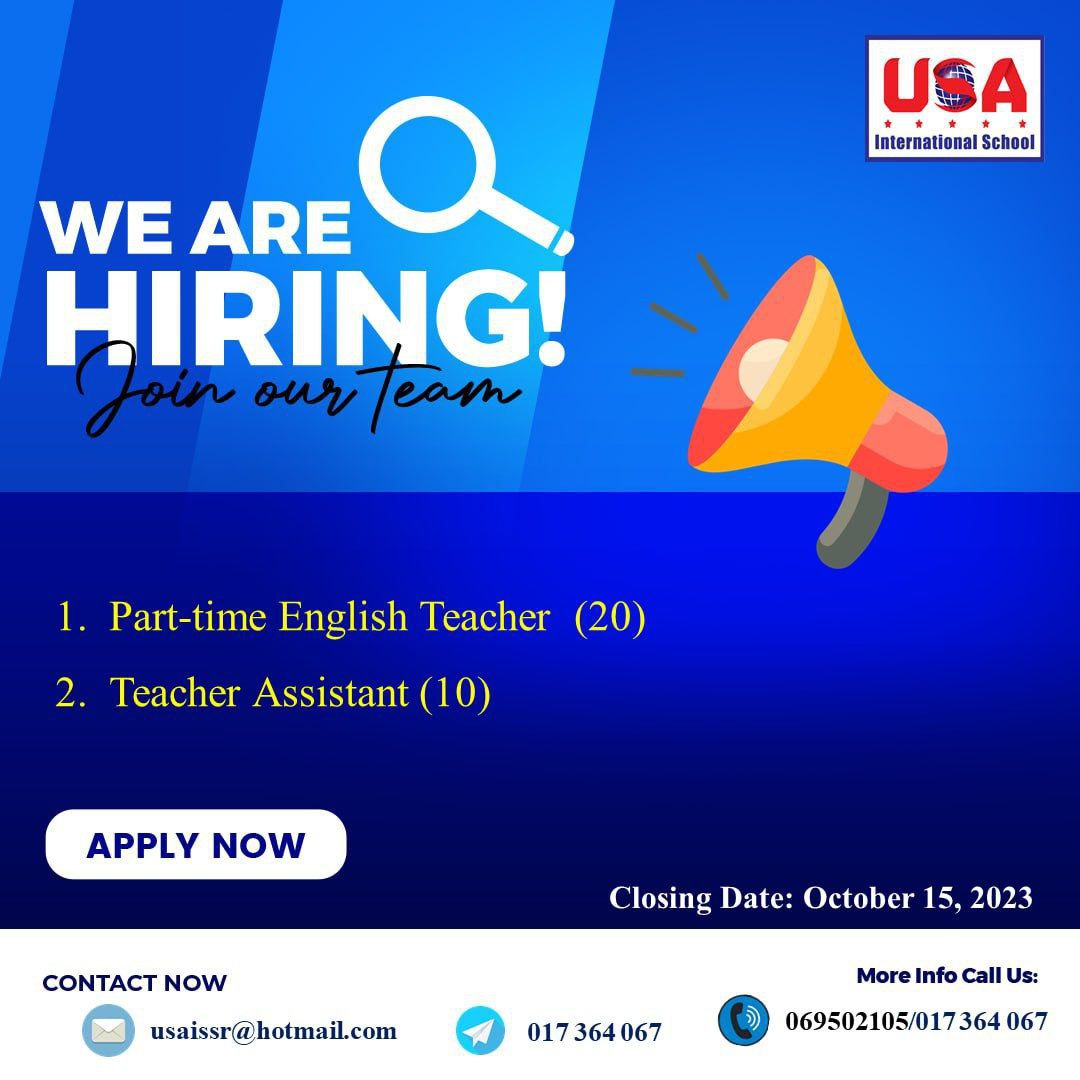 USA
International School
WE ARE
HIRING!
Join our team
1. Part-time English Teacher (20)
2. Teacher Assistant (10)
APPLY NOW
Closing Date: October 15, 2023
CONTACT NOW
usaissr@hotmail.com
017 364 067
More Info Call Us:
069502105/017 364 067